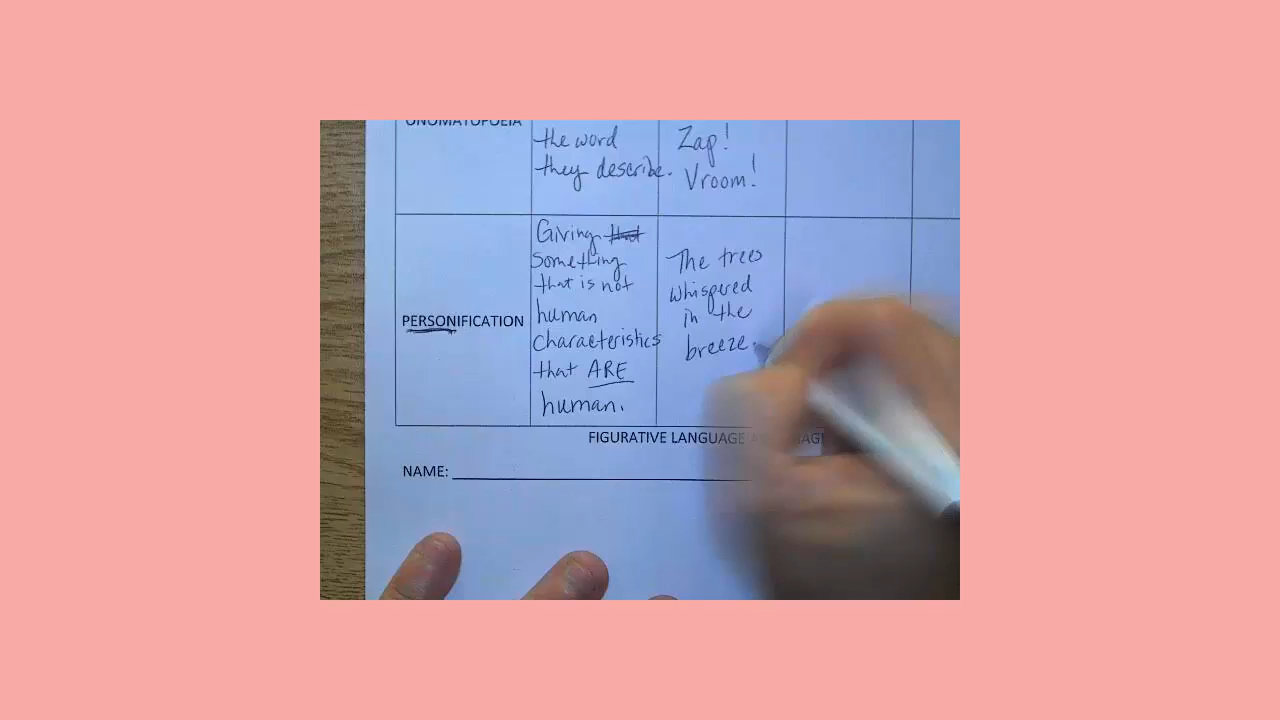 ONOMATOPOEIA
the word
they describe.
Zap!
Vroom!
PERSONIFICATION
Giving
something
that is not
human
characteristics
that ARE
human.
The trees
whispered
in the
breeze.
FIGURATIVE LANGUAGE
NAME: